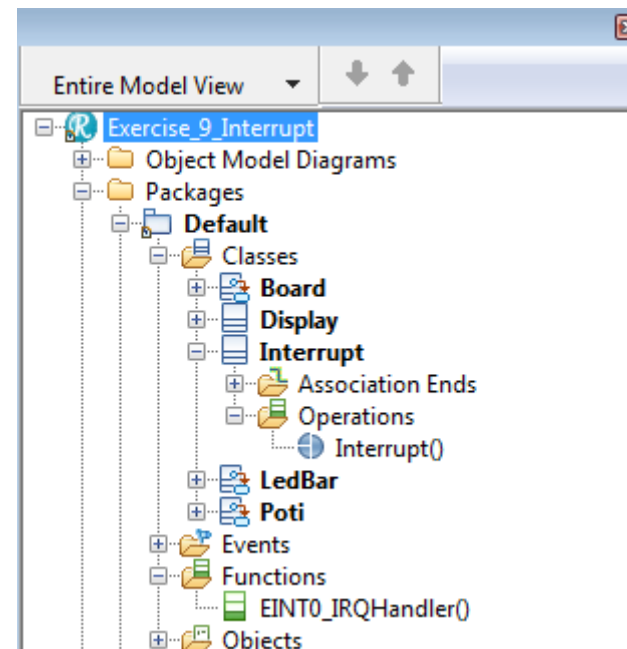 Entire Model View
Exercise_9_Interrupt
Object Model Diagrams
Packages
Default
Classes
Board
Display
Interrupt
Association Ends
Operations
Interrupt()
LedBar
Poti
Events
Functions
EINT0_IRQHandler()
Objects